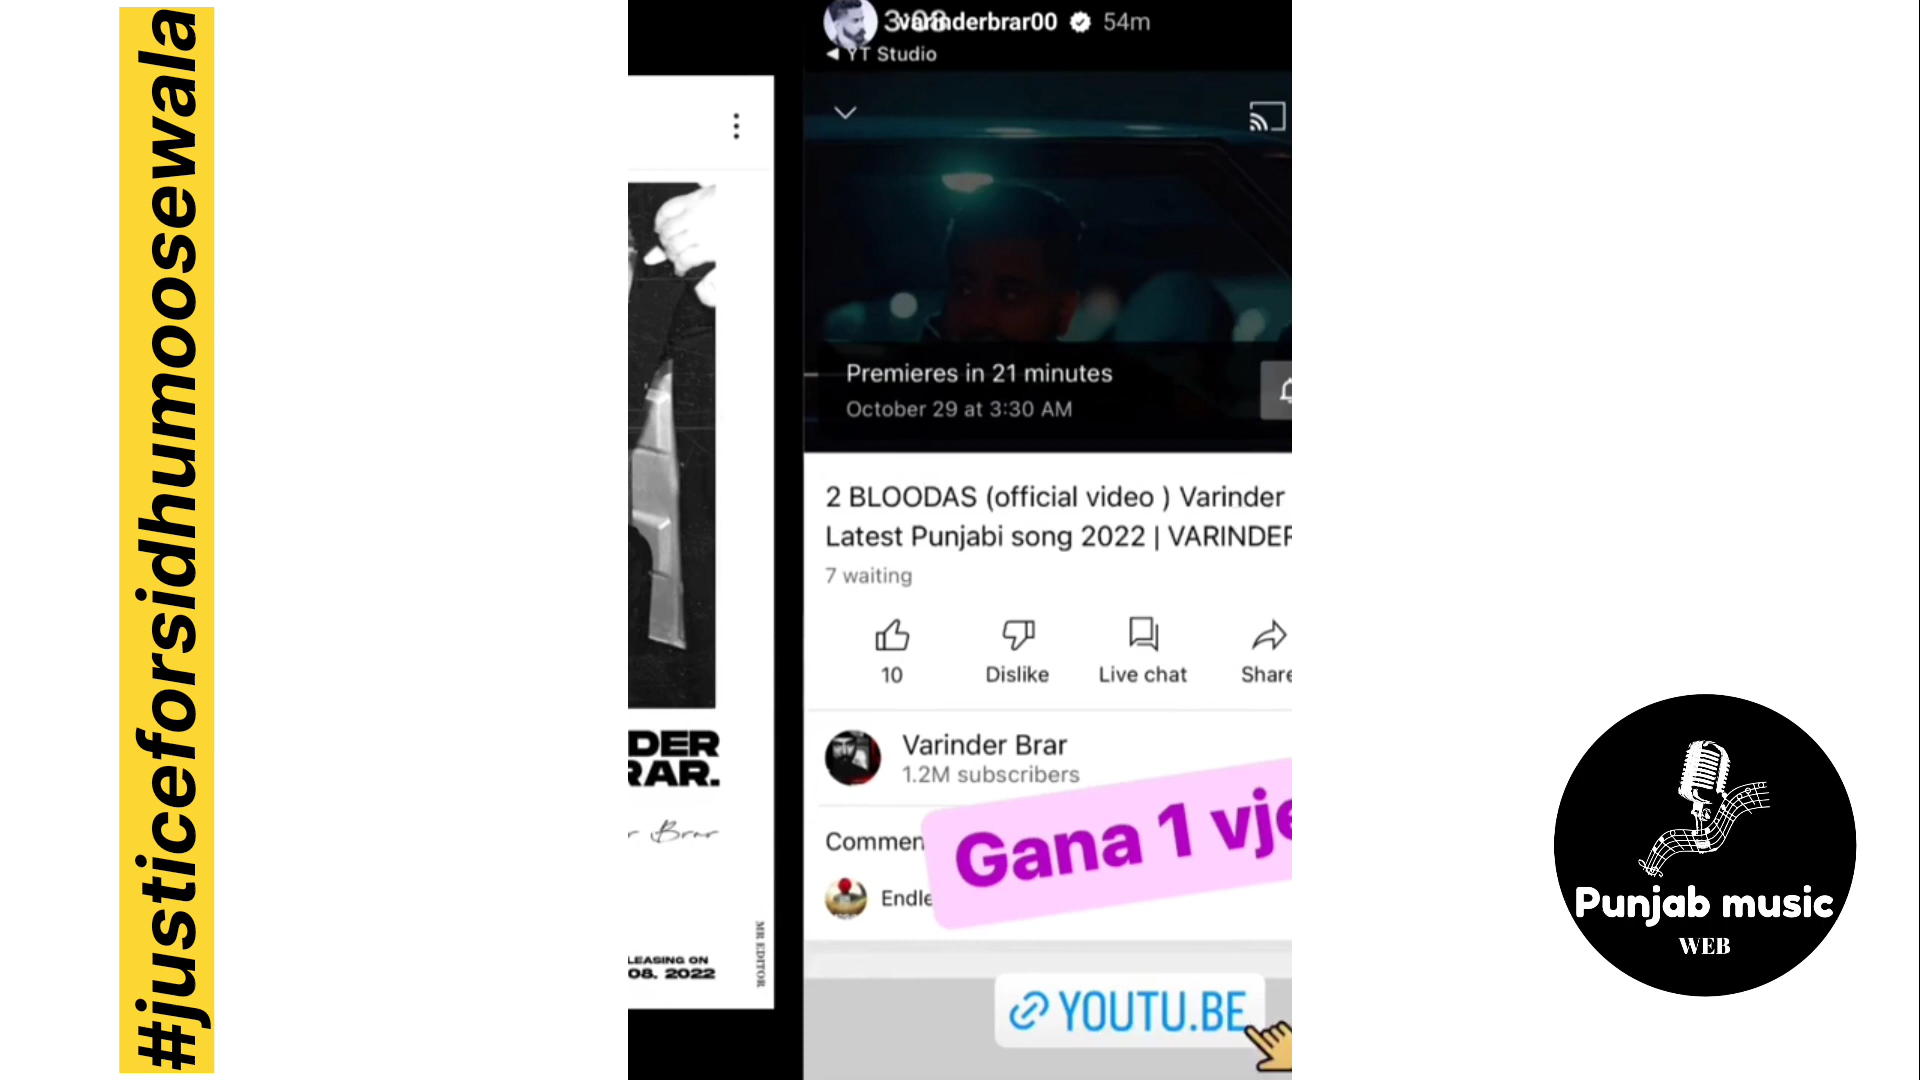 #justiceforsidhumoosewala
varinderbrar00 54m
YT Studio
Premieres in 21 minutes
October 29 at 3:30 AM
2 BLOODAS (official video ) Varinder
Latest Punjabi song 2022 | VARINDER
7 waiting
10
Dislike
Live chat
Share
Varinder Brar
1.2M subscribers
Commen
Endle
Gana 1 vje
YOUTU.BE
DER
RAR.
r Brar
LEASING ON
08. 2022
MR EDITOR
Punjab music
WEB